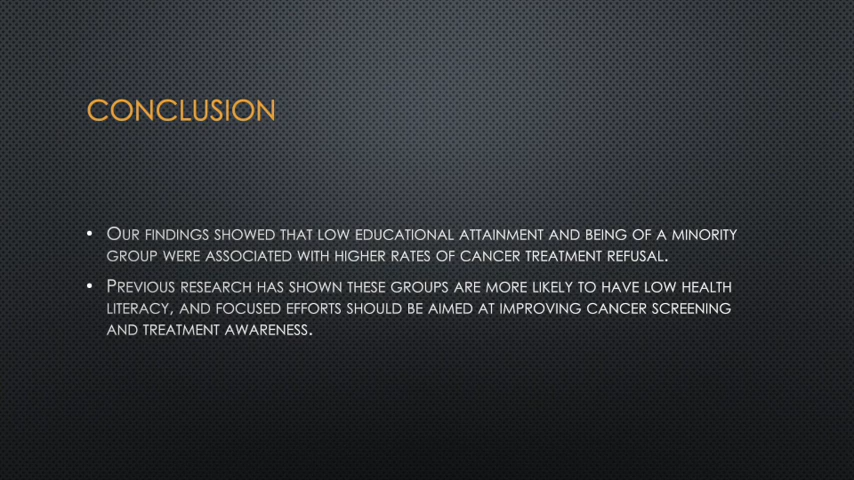 CONCLUSION
• Our findings showed that low educational attainment and being of a minority
group were associated with higher rates of cancer treatment refusal.
• Previous research has shown these groups are more likely to have low health
literacy, and focused efforts should be aimed at improving cancer screening
and treatment awareness.